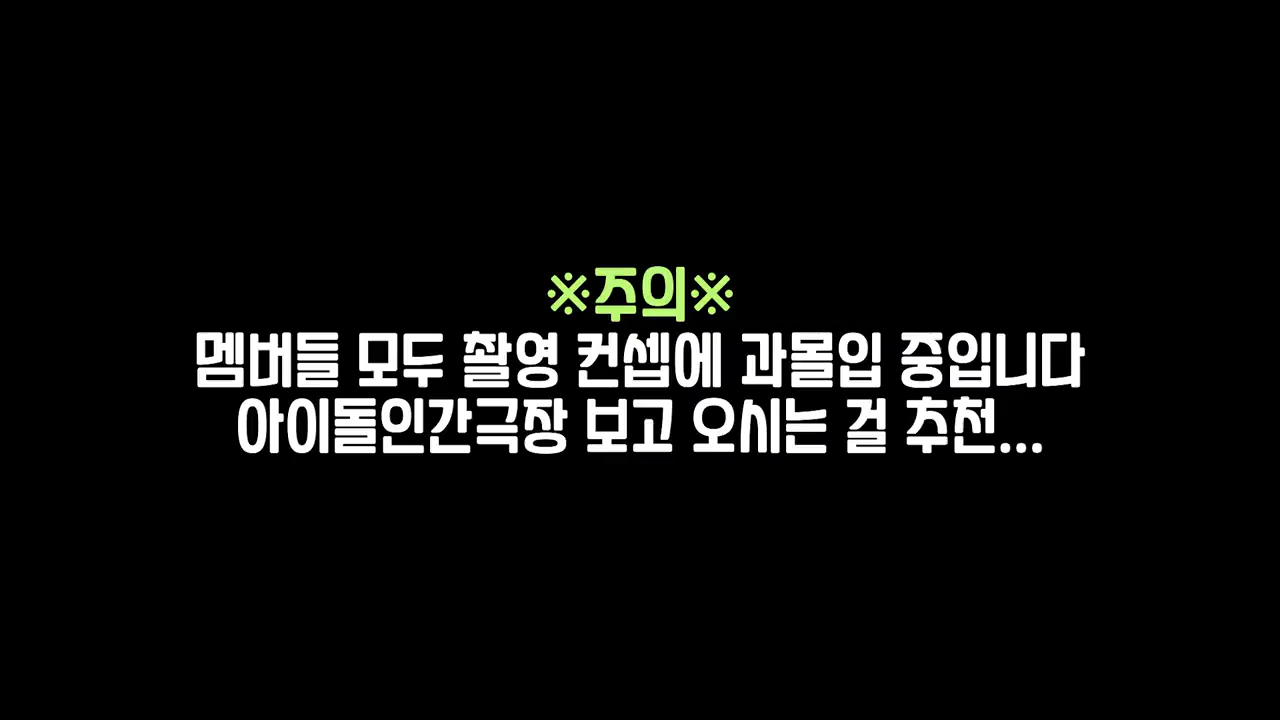 ※주의※
멤버들 모두 촬영 컨셉에 과몰입 중입니다
아이돌인간극장 보고 오시는 걸 추천...